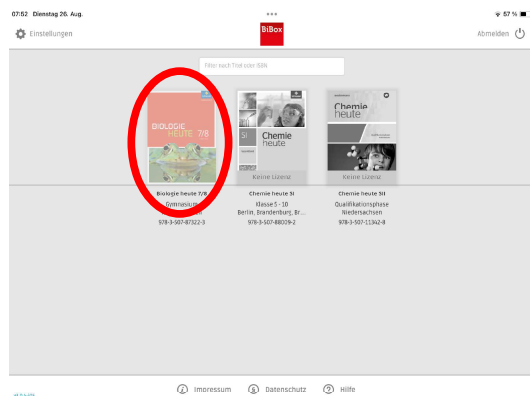 07:52 Dienstag 26. Aug.
57 %
Einstellungen
BiBox
Abmelden
Filter nach Titel oder ISBN
BIOLOGIE
HEUTE 7/8
SI
Chemie
heute
Keine Lizenz
Chemie
heute
Keine Lizenz
Biologie heute 7/8
Gymnasium
978-3-507-87322-3
Chemie heute SI
Klasse 5 - 10
Berlin, Brandenburg, Br...
978-3-507-88009-2
Chemie heute SII
Qualifikationsphase
Niedersachsen
978-3-507-11342-8
Impressum
Datenschutz
Hilfe